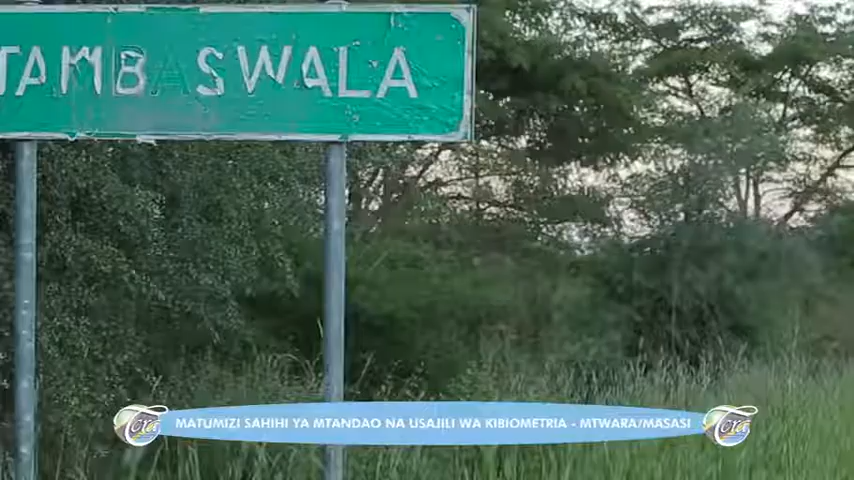 TAMBASWALA
MATUMIZI SAHIHI YA MTANDAO NA USAJILI WA KIBIOMETRIA - MTWARA/MASASI